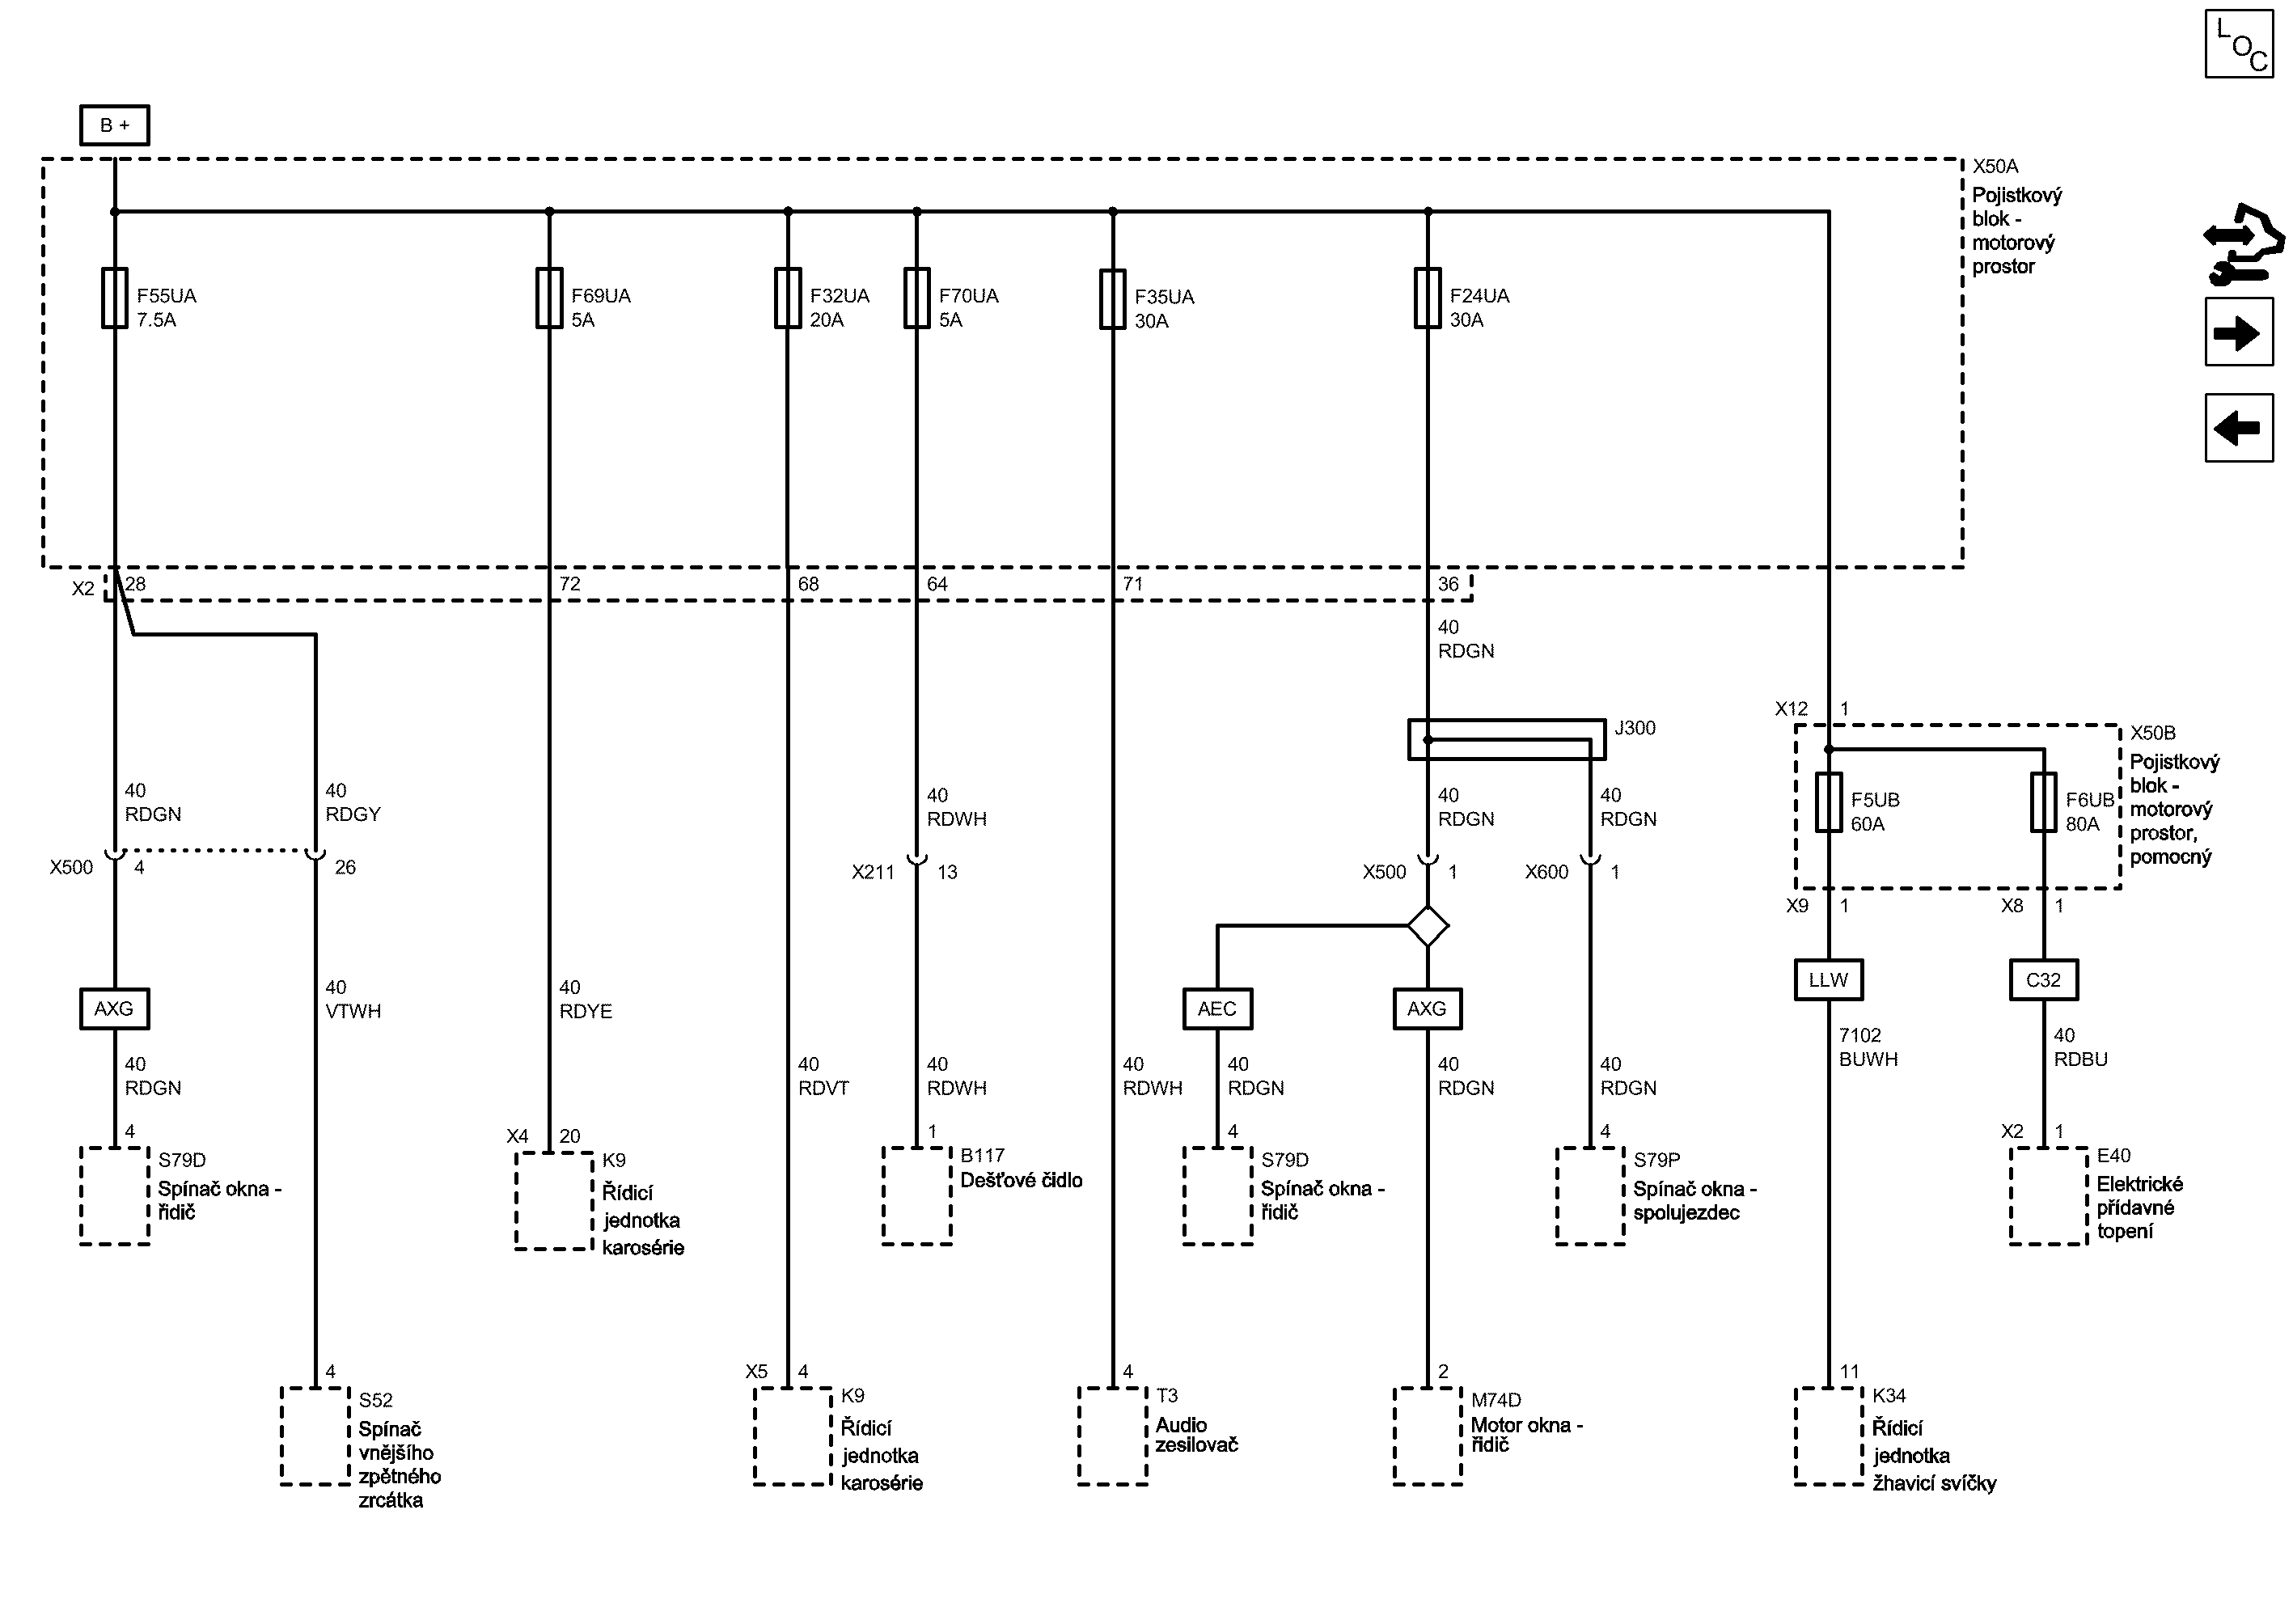 LOC
B +
X50A
Pojistkový
blok -
motorový
prostor
F55UA
7.5A
F69UA
5A
F32UA
20A
F70UA
5A
F35UA
30A
F24UA
30A
X2
28
72
68
64
71
36
40
RDGN
J300
X12
1
X50B
Pojistkový
blok -
motorový
prostor,
pomocný
F5UB
60A
F6UB
80A
40
RDGN
40
RDGY
40
RDWH
40
RDGN
40
RDGN
X500
4
26
X211
13
X500
1
X600
1
X9
1
X8
1
AXG
AEC
AXG
LLW
C32
40
VTWH
40
RDYE
7102
BUWH
40
RDBU
40
RDGN
40
RDVT
40
RDWH
40
RDWH
40
RDGN
40
RDGN
40
RDGN
4
S79D
Spínač okna -
řidič
X4
20
K9
Řídicí
jednotka
karosérie
1
B117
Dešťové čidlo
4
S79D
Spínač okna -
řidič
4
S79P
Spínač okna -
spolujezdec
X2
1
E40
Elektrické
přídavné
topení
4
S52
Spínač
vnějšího
zpětného
zrcátka
X5
4
K9
Řídicí
jednotka
karosérie
4
T3
Audio
zesilovač
2
M74D
Motor okna -
řidič
11
K34
Řídicí
jednotka
žhavicí svíčky